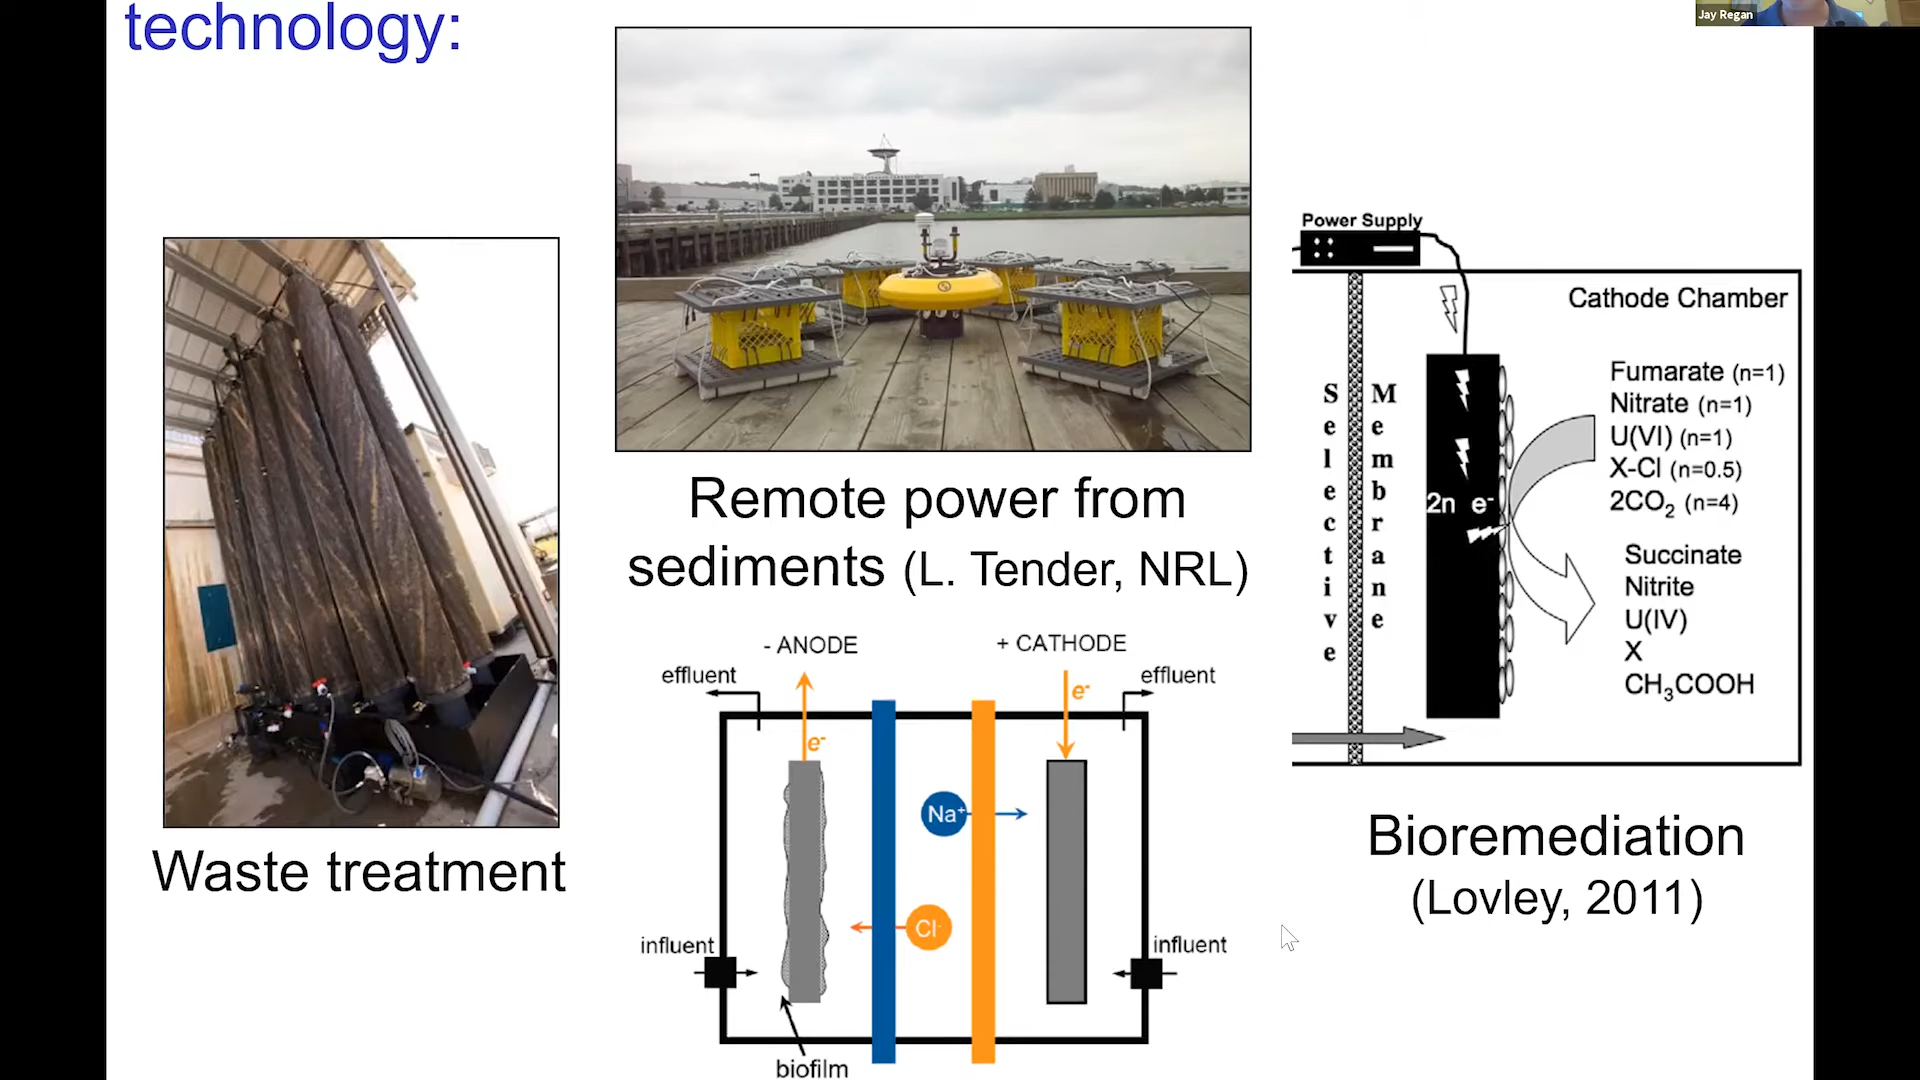 technology:
Jay Regan
Waste treatment
Remote power from
sediments (L. Tender, NRL)
- ANODE
+ CATHODE
effluent
effluent
e-
e-
Na+
Cl-
influent
influent
biofilm
Power Supply
Cathode Chamber
Selective
Membrane
2n e-
Fumarate (n=1)
Nitrate (n=1)
U(VI) (n=1)
X-Cl (n=0.5)
2CO2 (n=4)
Succinate
Nitrite
U(IV)
X
CH3COOH
Bioremediation
(Lovley, 2011)